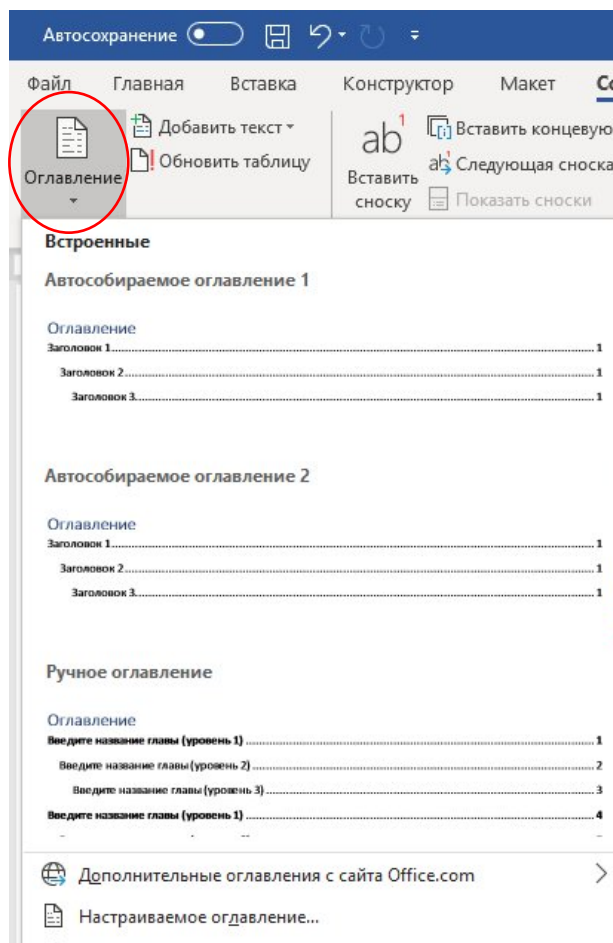 Автосохранение
Файл Главная Вставка Конструктор Макет
Оглавление
Добавить текст
Обновить таблицу
ab1
Вставить
сноску
Вставить концевую
ab Следующая сноска
Показать сноски
Встроенные
Автособираемое оглавление 1
Оглавление
Заголовок 1 1
Заголовок 2 1
Заголовок 3 1
Автособираемое оглавление 2
Оглавление
Заголовок 1 1
Заголовок 2 1
Заголовок 3 1
Ручное оглавление
Оглавление
Введите название главы (уровень 1) 1
Введите название главы (уровень 2) 2
Введите название главы (уровень 3) 3
Введите название главы (уровень 1) 4
Дополнительные оглавления с сайта Office.com
Настраиваемое оглавление...